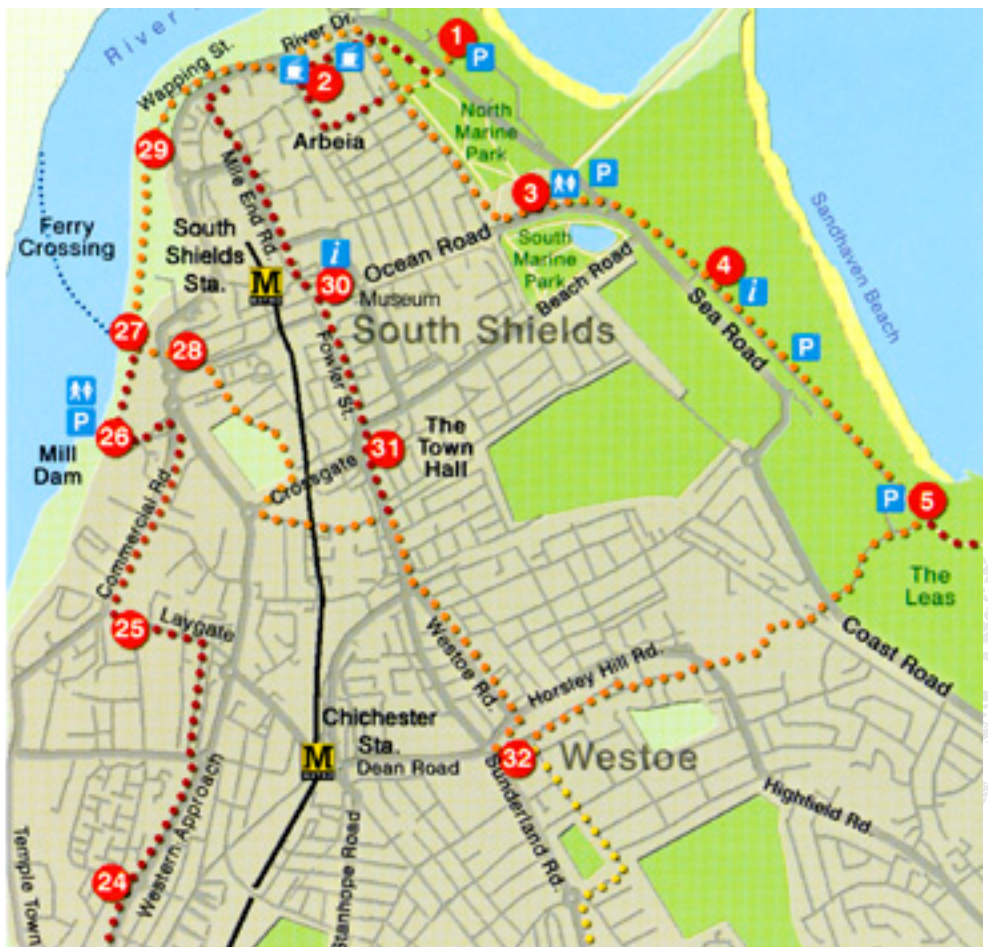 River
River Dr.
1
P
Wapping St.
2
Arbeia
North
Marine
Park
29
Mile End Rd.
3
P
Ferry
Crossing
South
Shields
Sta.
M
METRO
i
30
Museum
Ocean Road
South
Marine
Park
Beach Road
4
i
Sandhaven Beach
Sea Road
27
28
South Shields
Fowler St.
P
P
26
Mill
Dam
31
The
Town
Hall
Crossgate
Commercial Rd.
P
5
The
Leas
25
Laygate
Westoe Rd.
Horsley Hill Rd.
Coast Road
Chichester
Sta.
M
METRO
Dean Road
32
Westoe
Sunderland Rd.
Highfield Rd.
Western Approach
24
Temple Town
Stanhope Road